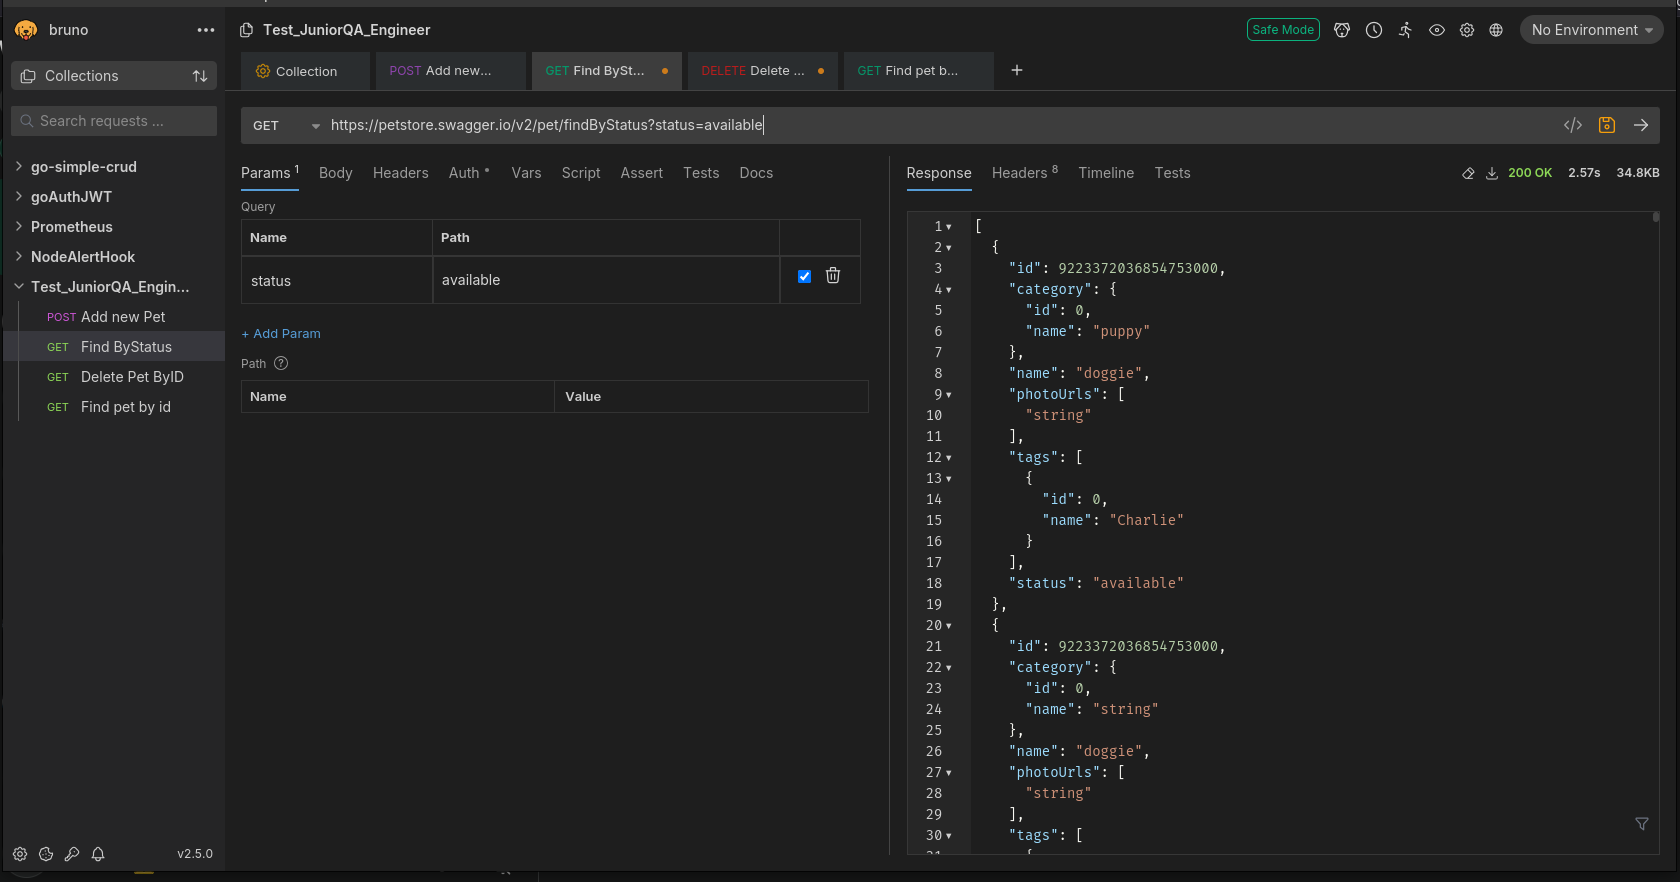 bruno
Test_JuniorQA_Engineer
Safe Mode
No Environment
Collections
Collection
POST Add new...
GET Find BySt...
DELETE Delete ...
GET Find pet b...
+
Search requests ...
GET
https://petstore.swagger.io/v2/pet/findByStatus?status=available
go-simple-crud
goAuthJWT
Prometheus
NodeAlertHook
Test_JuniorQA_Engin...
POST Add new Pet
GET Find ByStatus
GET Delete Pet ByID
GET Find pet by id
v2.5.0
Params 1 Body Headers Auth Vars Script Assert Tests Docs
Query
Name Path
status available
+ Add Param
Path ?
Name Value
Response Headers 8 Timeline Tests
200 OK 2.57s 34.8KB
1 [
2 {
3 "id": 9223372036854753000,
4 "category": {
5 "id": 0,
6 "name": "puppy"
7 },
8 "name": "doggie",
9 "photoUrls": [
10 "string"
11 ],
12 "tags": [
13 {
14 "id": 0,
15 "name": "Charlie"
16 }
17 ],
18 "status": "available"
19 },
20 {
21 "id": 9223372036854753000,
22 "category": {
23 "id": 0,
24 "name": "string"
25 },
26 "name": "doggie",
27 "photoUrls": [
28 "string"
29 ],
30 "tags": [